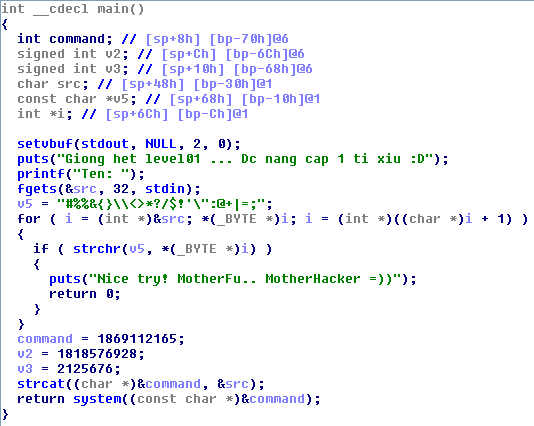 int __cdecl main()
{
  int command; // [sp+8h] [bp-70h]@6
  signed int v2; // [sp+Ch] [bp-6Ch]@6
  signed int v3; // [sp+10h] [bp-68h]@6
  char src; // [sp+48h] [bp-30h]@1
  const char *v5; // [sp+68h] [bp-10h]@1
  int *i; // [sp+6Ch] [bp-Ch]@1

  setvbuf(stdout, NULL, 2, 0);
  puts("Giong het level01 ... Dc nang cap 1 ti xiu :D");
  printf("Ten: ");
  fgets(&src, 32, stdin);
  v5 = "#%%&{}\\<>*?/$!'\":@+|=;";
  for ( i = (int *)&src; *(_BYTE *)i; i = (int *)((char *)i + 1) )
  {
    if ( strchr(v5, *(_BYTE *)i) )
    {
      puts("Nice try! MotherFu.. MotherHacker =))");
      return 0;
    }
  }
  command = 1869112165;
  v2 = 1818576928;
  v3 = 2125676;
  strcat((char *)&command, &src);
  return system((const char *)&command);
}